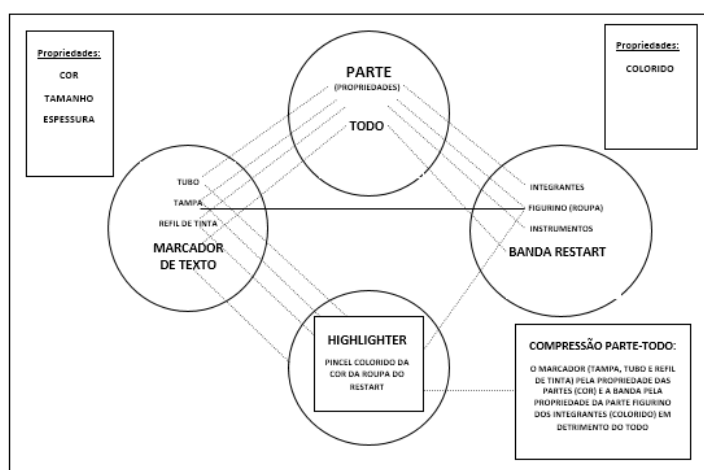 Propriedades:
COR
TAMANHO
ESPESSURA
PARTE
(PROPRIEDADES)
TODO
Propriedades:
COLORIDO
TUBO
TAMPA
REFIL DE TINTA
MARCADOR
DE TEXTO
INTEGRANTES
FIGURINO (ROUPA)
INSTRUMENTOS
BANDA RESTART
HIGHLIGHTER
PINCEL COLORIDO DA
COR DA ROUPA DO
RESTART
COMPRESSÃO PARTE-TODO:
O MARCADOR (TAMPA, TUBO E REFIL
DE TINTA) PELA PROPRIEDADE DAS
PARTES (COR) E A BANDA PELA
PROPRIEDADE DA PARTE FIGURINO
DOS INTEGRANTES (COLORIDO) EM
DETRIMENTO DO TODO